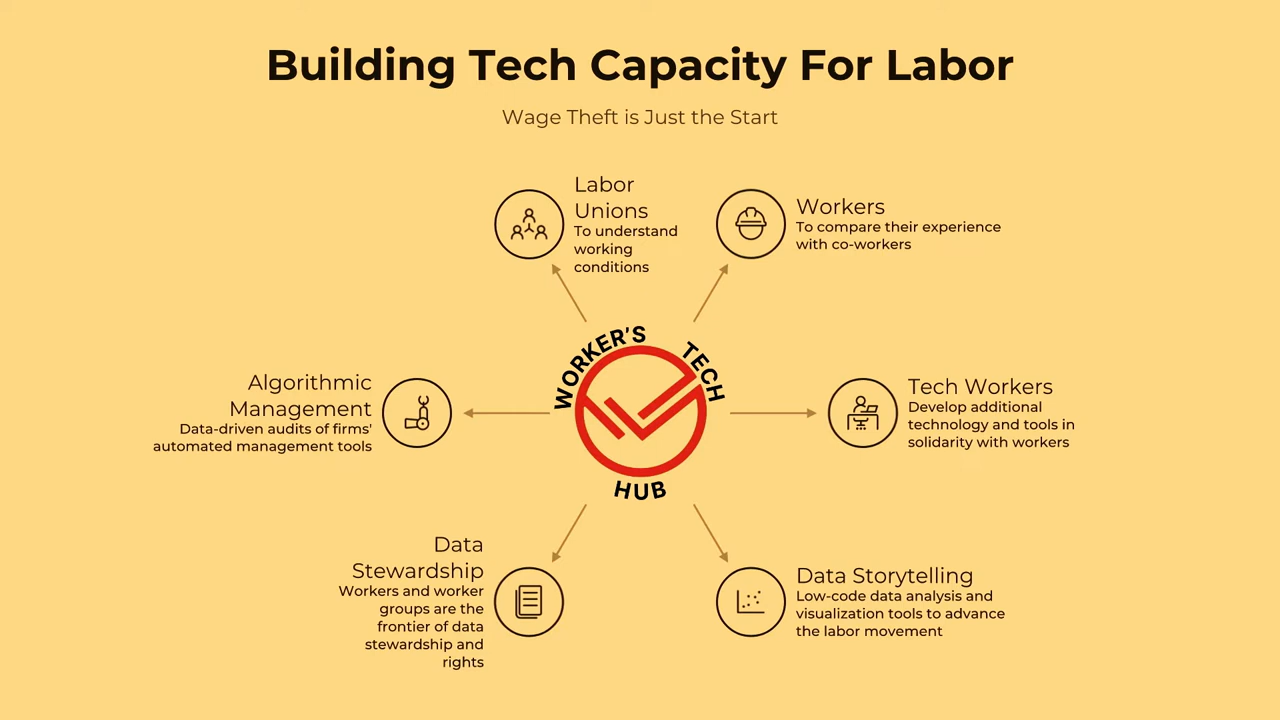 Building Tech Capacity For Labor
Wage Theft is Just the Start
Labor
Unions
To understand
working
conditions
Workers
To compare their experience
with co-workers
WORKER'S TECH
HUB
Algorithmic
Management
Data-driven audits of firms'
automated management tools
Tech Workers
Develop additional
technology and tools in
solidarity with workers
Data
Stewardship
Workers and worker
groups are the
frontier of data
stewardship and
rights
Data Storytelling
Low-code data analysis and
visualization tools to advance
the labor movement